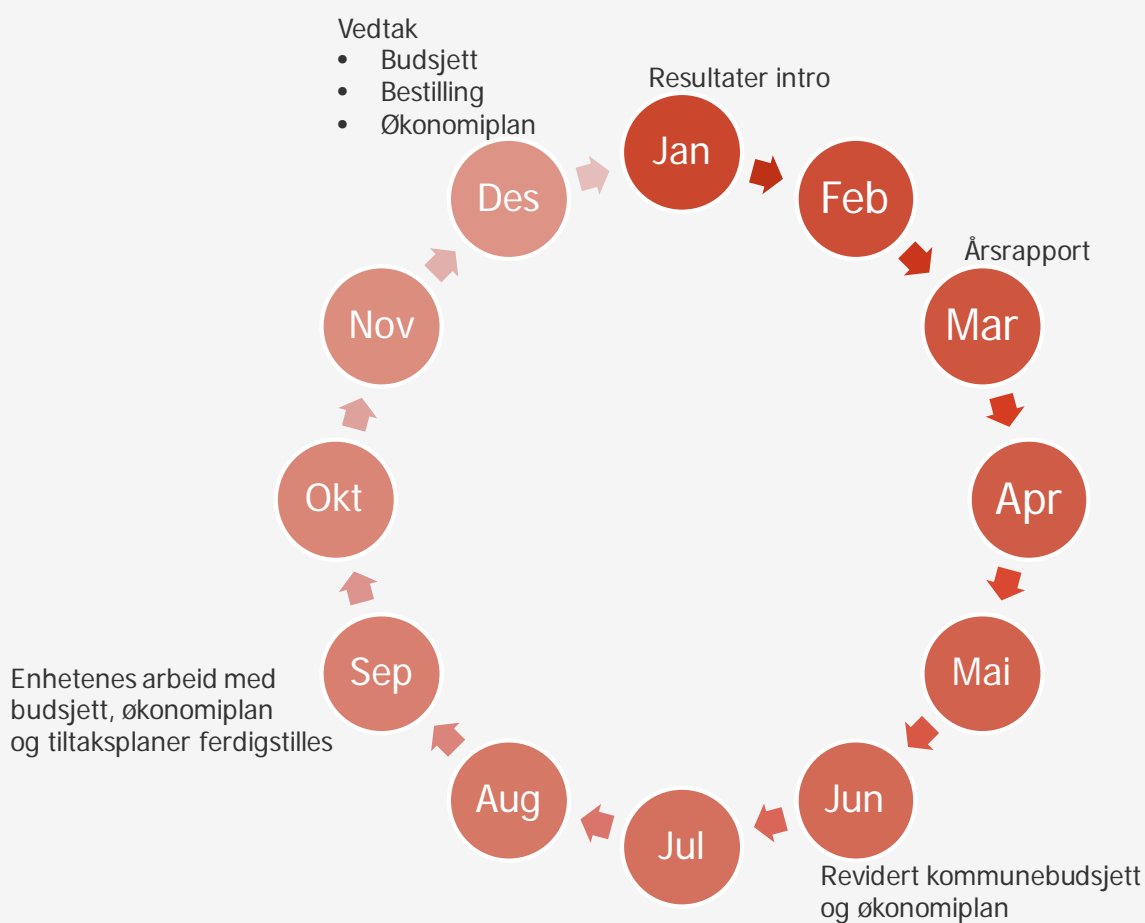 Vedtak
• Budsjett
• Bestilling
• Økonomiplan
Resultater intro
Jan
Feb
Årsrapport
Mar
Apr
Mai
Jun
Revidert kommunebudsjett
og økonomiplan
Jul
Aug
Sep
Enhetenes arbeid med
budsjett, økonomiplan
og tiltaksplaner ferdigstilles
Okt
Nov
Des